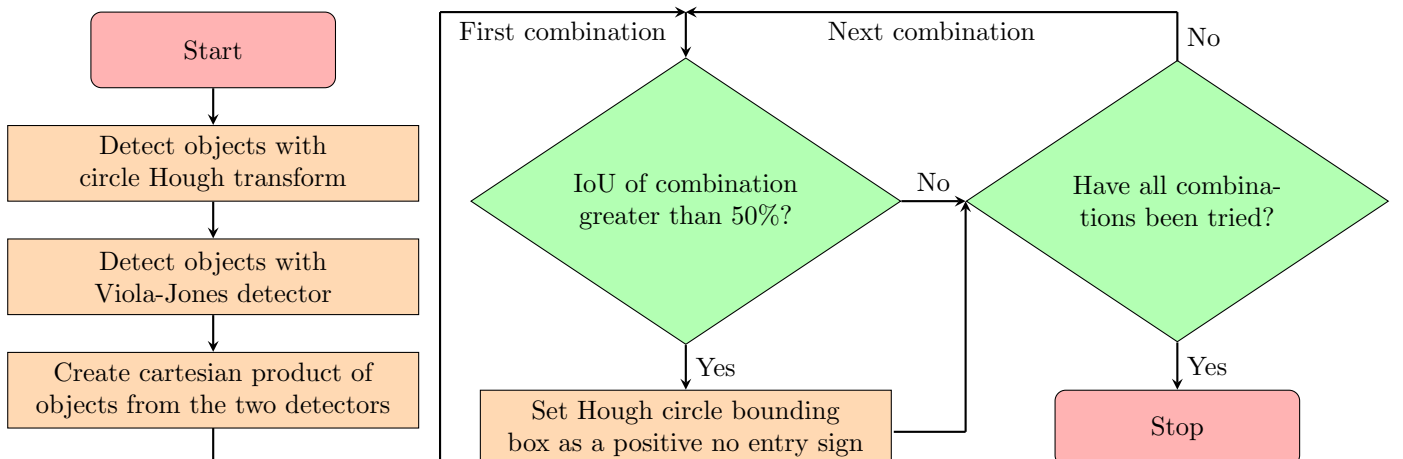 Start
Detect objects with
circle Hough transform
Detect objects with
Viola-Jones detector
Create cartesian product of
objects from the two detectors
First combination
IoU of combination
greater than 50%?
No
Yes
Set Hough circle bounding
box as a positive no entry sign
Next combination
No
Have all combina-
tions been tried?
Yes
Stop